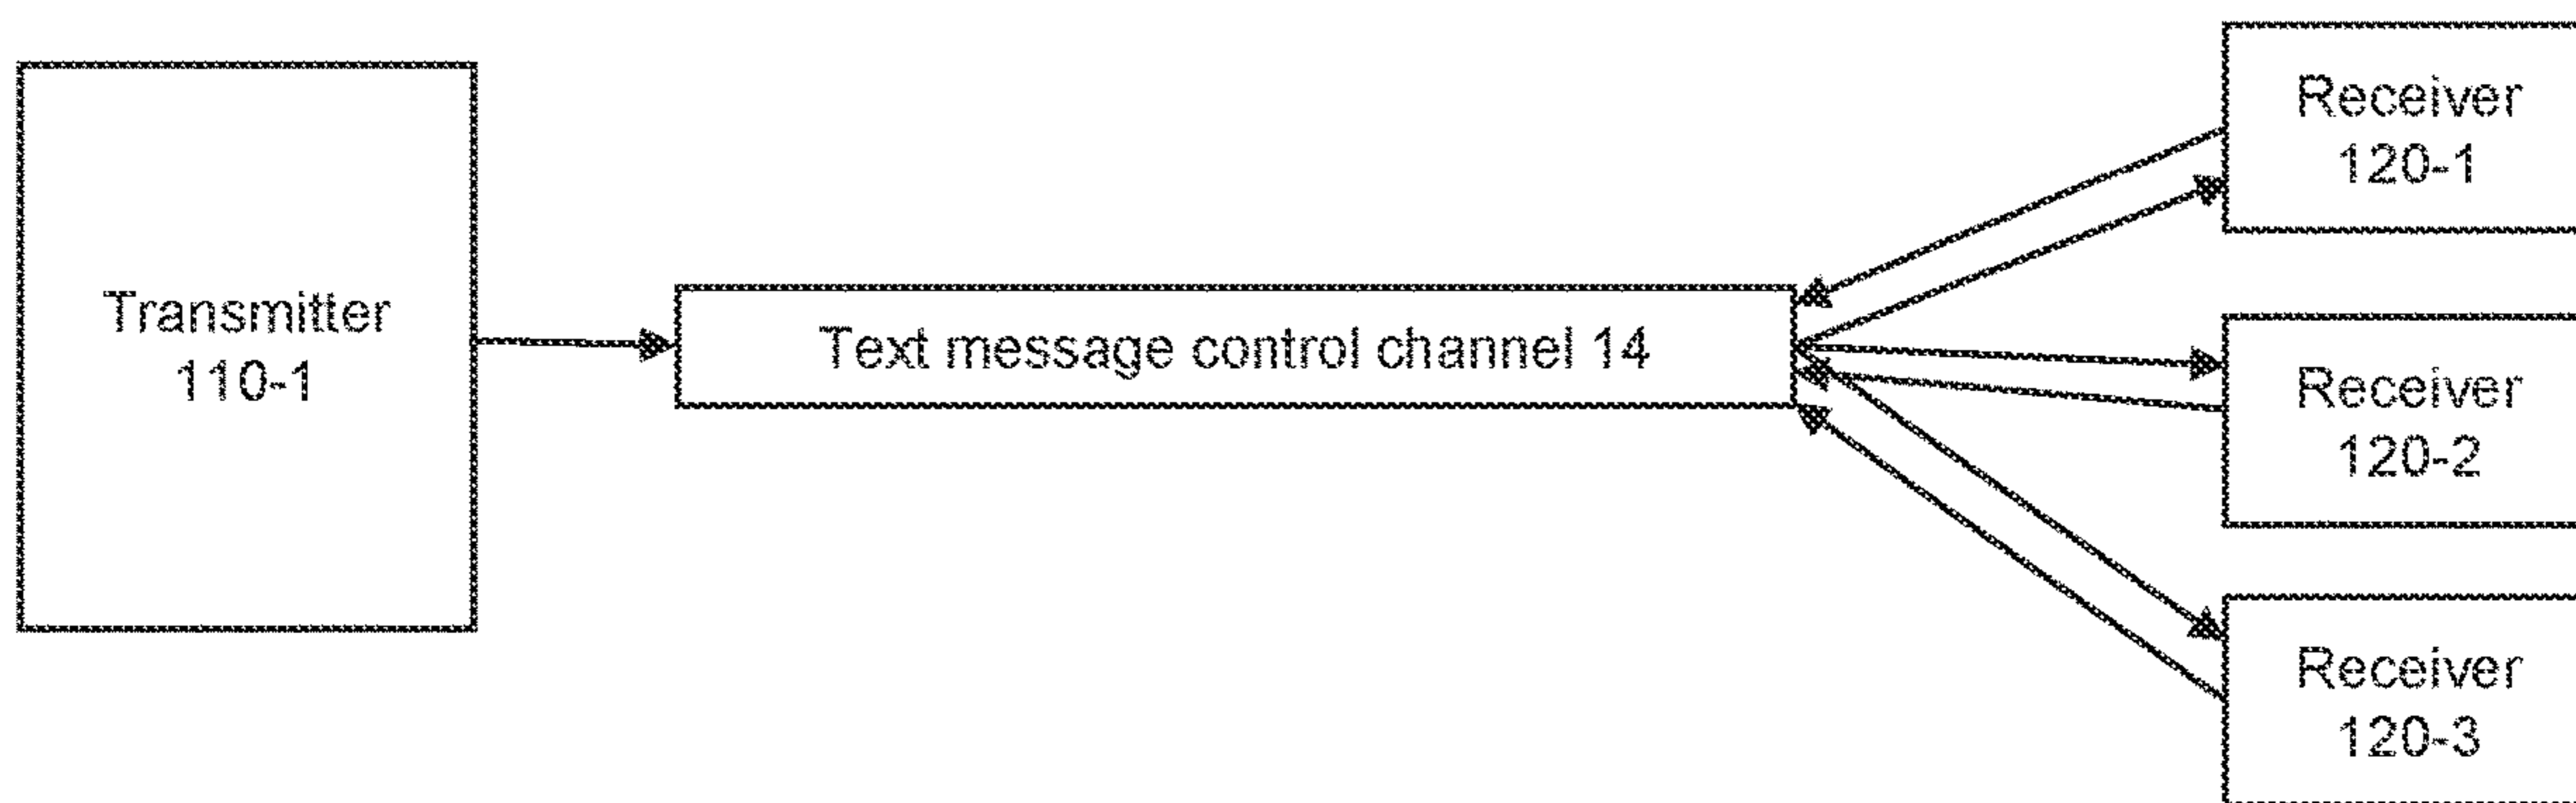 Transmitter
110-1
Text message control channel 14
Receiver
120-1
Receiver
120-2
Receiver
120-3